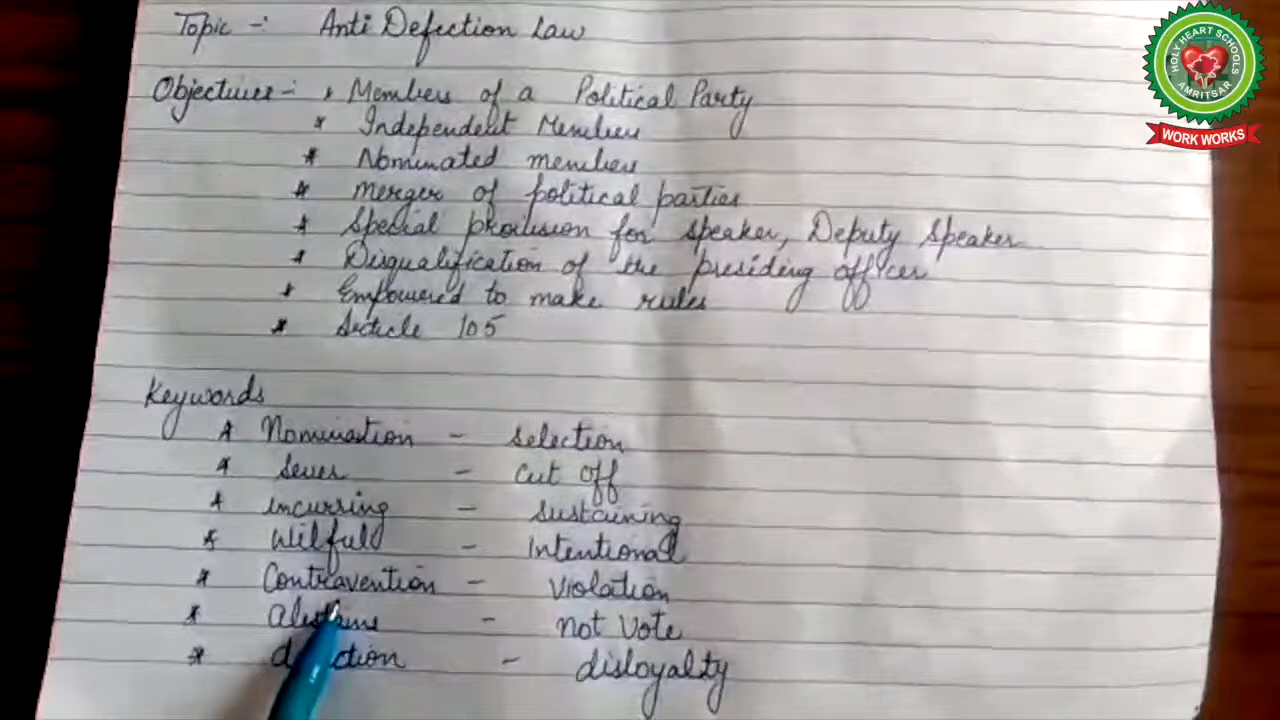 Topic -: Anti Defection Law
Objectives - * Members of a Political Party
* Independent Members
* Nominated members
* Merger of political parties
* Special provision for speaker, Deputy Speaker
* Disqualification of the presiding officer
* Empowered to make rules
* Article 105
Keywords
* Nomination - Selection
* Sever - Cut off
* incurring - Sustaining
* Wilful - Intentional
* Contravention - Violation
* - not vote
* - disloyalty
HOLY HEART SCHOOLS
AMRITSAR
WORK WORKS